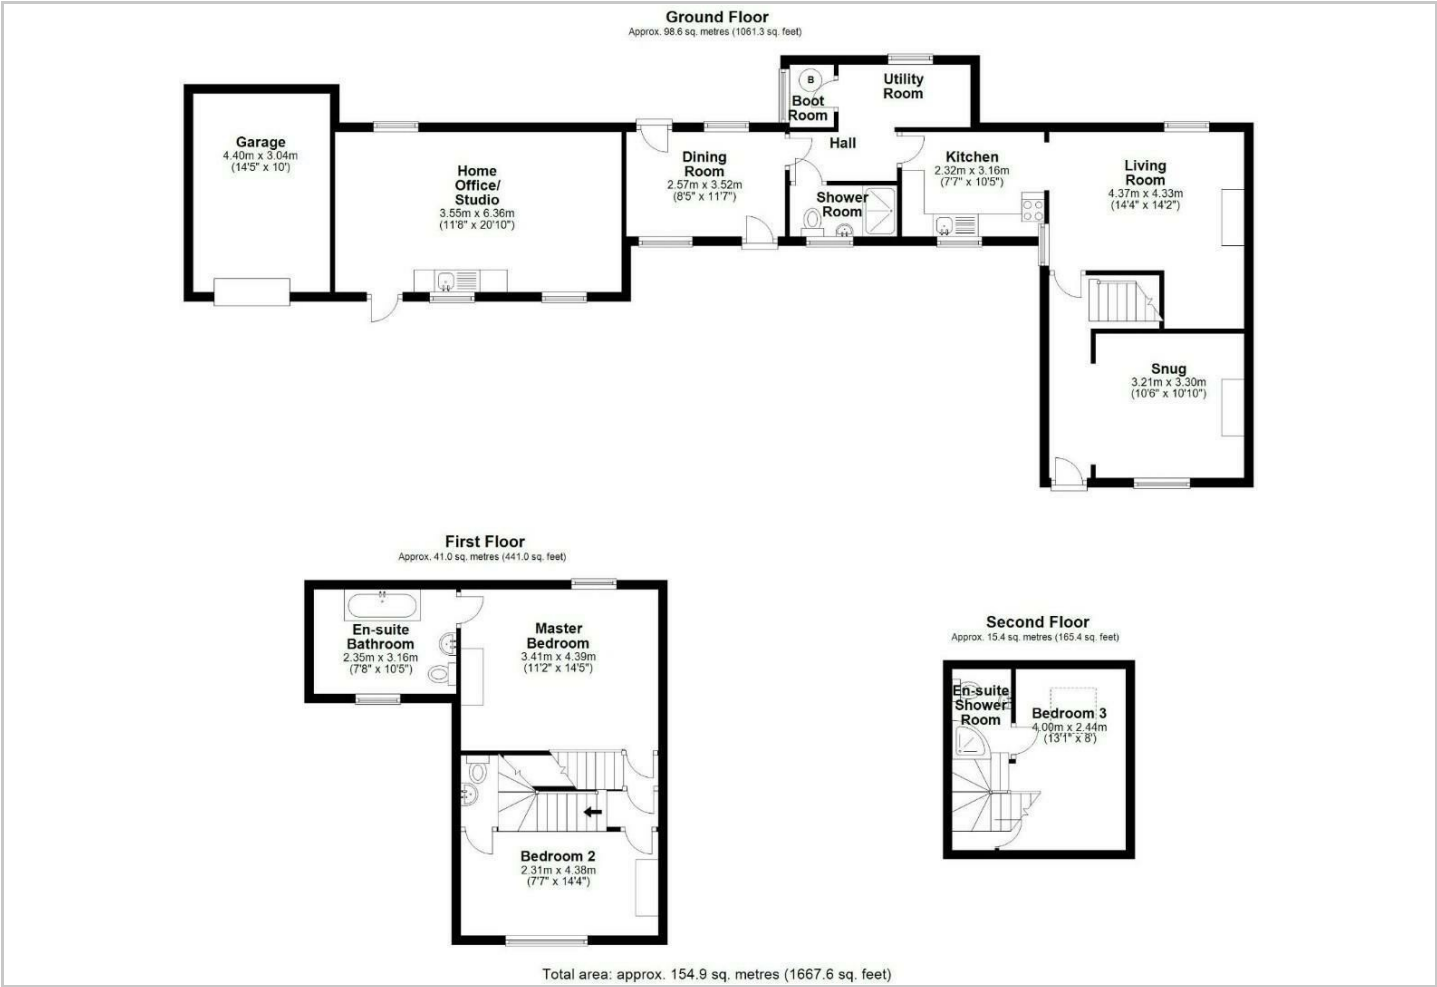 Ground Floor
Approx. 98.6 sq. metres (1061.3 sq. feet)
Garage
4.40m x 3.04m
(14'5" x 10')
Home
Office/
Studio
3.55m x 6.36m
(11'8" x 20'10")
Dining
Room
2.57m x 3.52m
(8'5" x 11'7")
B
Boot
Room
Utility
Room
Hall
Shower
Room
Kitchen
2.32m x 3.16m
(7'7" x 10'5")
Living
Room
4.37m x 4.33m
(14'4" x 14'2")
Snug
3.21m x 3.30m
(10'6" x 10'10")
First Floor
Approx. 41.0 sq. metres (441.0 sq. feet)
En-suite
Bathroom
2.35m x 3.16m
(7'8" x 10'5")
Master
Bedroom
3.41m x 4.39m
(11'2" x 14'5")
Bedroom 2
2.31m x 4.38m
(7'7" x 14'4")
Second Floor
Approx. 15.4 sq. metres (165.4 sq. feet)
En-suite
Shower
Room
Bedroom 3
4.00m x 2.44m
(13'1" x 8')
Total area: approx. 154.9 sq. metres (1667.6 sq. feet)